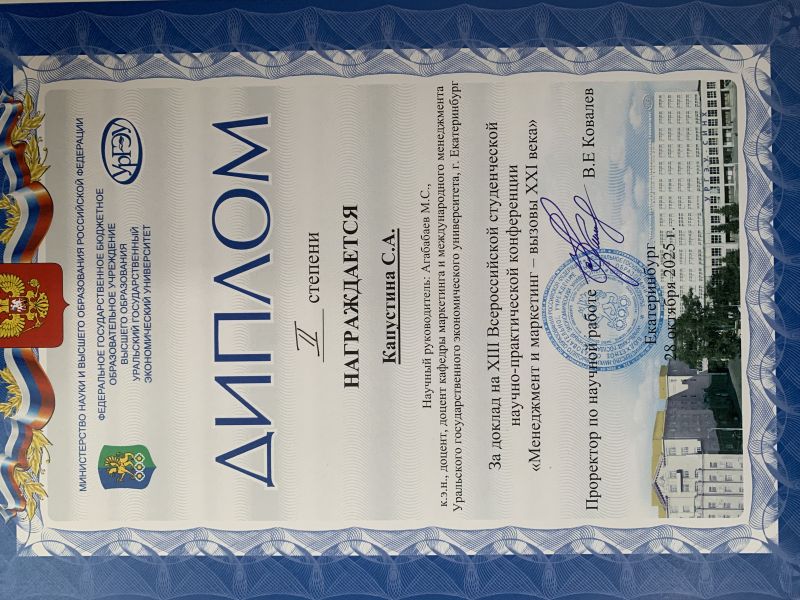 МИНИСТЕРСТВО НАУКИ И ВЫСШЕГО ОБРАЗОВАНИЯ РОССИЙСКОЙ ФЕДЕРАЦИИ
ФЕДЕРАЛЬНОЕ ГОСУДАРСТВЕННОЕ БЮДЖЕТНОЕ
ОБРАЗОВАТЕЛЬНОЕ УЧРЕЖДЕНИЕ
ВЫСШЕГО ОБРАЗОВАНИЯ
УРАЛЬСКИЙ ГОСУДАРСТВЕННЫЙ
ЭКОНОМИЧЕСКИЙ УНИВЕРСИТЕТ
УрГЭУ
ДИПЛОМ
II степени
НАГРАЖДАЕТСЯ
Капустина С.А.
Научный руководитель: Агабабаев М.С.,
к.э.н., доцент, доцент кафедры маркетинга и международного менеджмента
Уральского государственного экономического университета, г. Екатеринбург
За доклад на XIII Всероссийской студенческой
научно-практической конференции
«Менеджмент и маркетинг – вызовы XXI века»
Проректор по научной работе В.Е Ковалев
Екатеринбург
28 октября 2025 г.